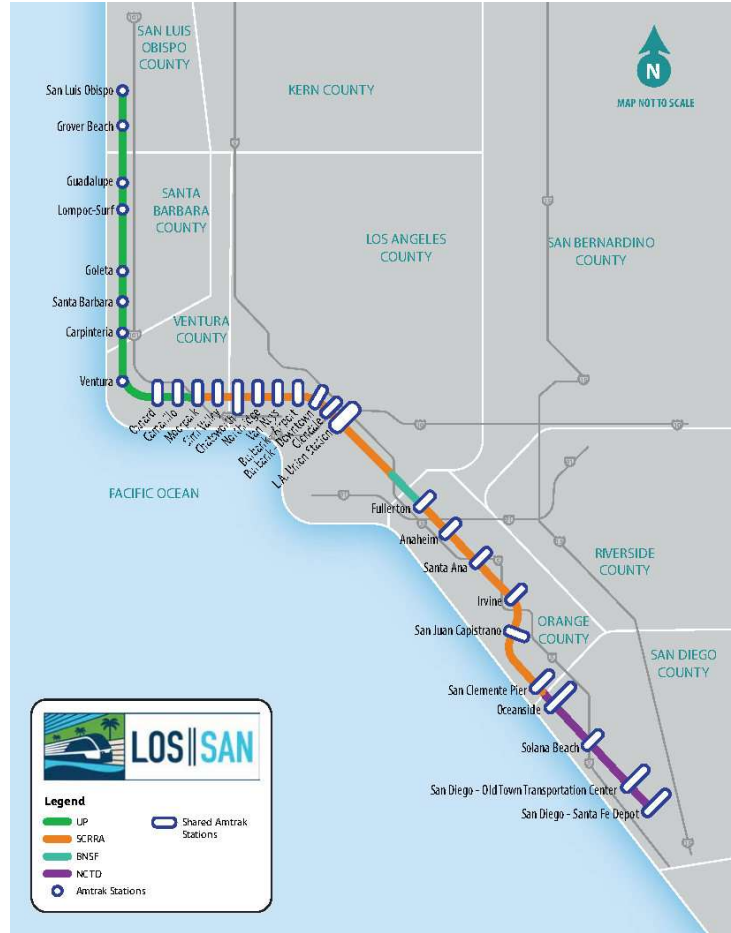 SAN LUIS
OBISPO
COUNTY
N
MAP NOT TO SCALE
San Luis Obispo
KERN COUNTY
Grover Beach
Guadalupe
Lompoc-Surf
SANTA
BARBARA
COUNTY
LOS ANGELES
COUNTY
SAN BERNARDINO
COUNTY
Goleta
Santa Barbara
Carpinteria
VENTURA
COUNTY
Ventura
Oxnard
Camarillo
Moorpark
Simi Valley
Chatsworth
Northridge
Van Nuys
Burbank - Airport
Burbank - Downtown
Glendale
L.A. Union Station
PACIFIC OCEAN
Fullerton
Anaheim
Santa Ana
RIVERSIDE
COUNTY
Irvine
San Juan Capistrano
ORANGE
COUNTY
SAN DIEGO
COUNTY
San Clemente Pier
Oceanside
Solana Beach
San Diego - Old Town Transportation Center
San Diego - Santa Fe Depot
LOS SAN
Legend
UP
SCRRA
BNSF
NCTD
Amtrak Stations
Shared Amtrak
Stations